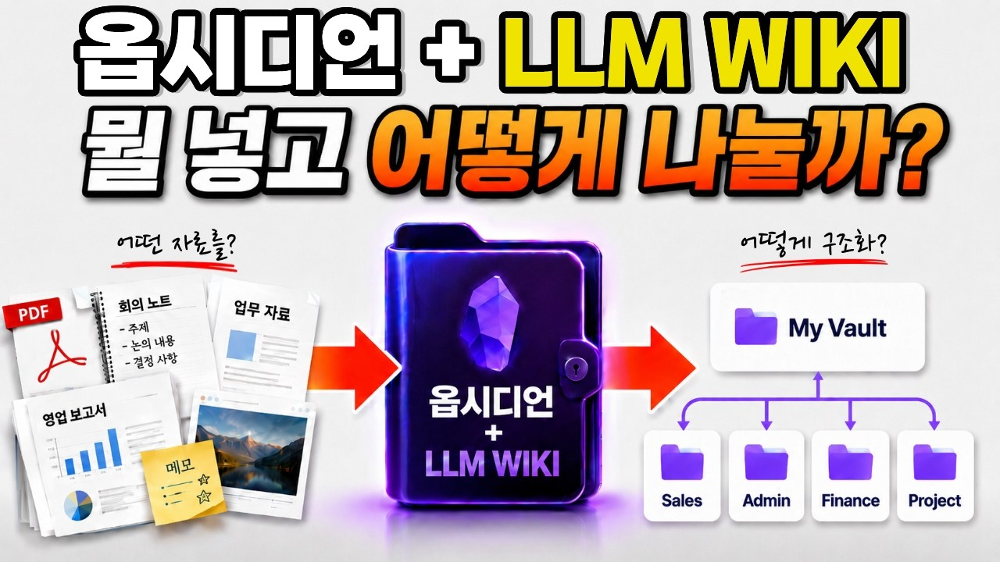 옵시디언 + LLM WIKI
뭘 넣고 어떻게 나눌까?
어떤 자료를?
PDF
회의 노트
- 주제
- 논의 내용
- 결정 사항
업무 자료
영업 보고서
메모
옵시디언
+
LLM WIKI
어떻게 구조화?
My Vault
Sales
Admin
Finance
Project